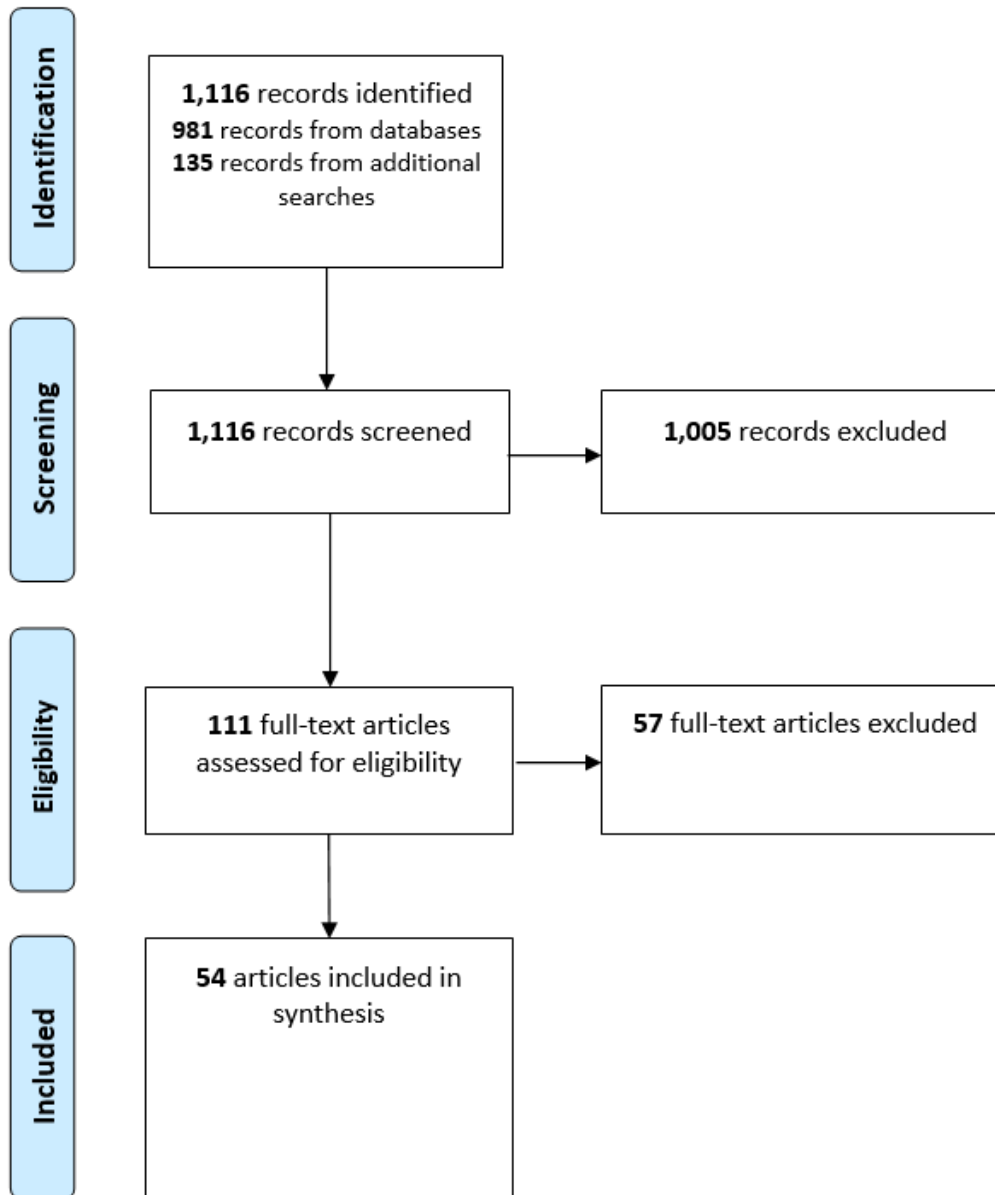 Identification
1,116 records identified
981 records from databases
135 records from additional
searches
Screening
1,116 records screened
1,005 records excluded
Eligibility
111 full-text articles
assessed for eligibility
57 full-text articles excluded
Included
54 articles included in
synthesis